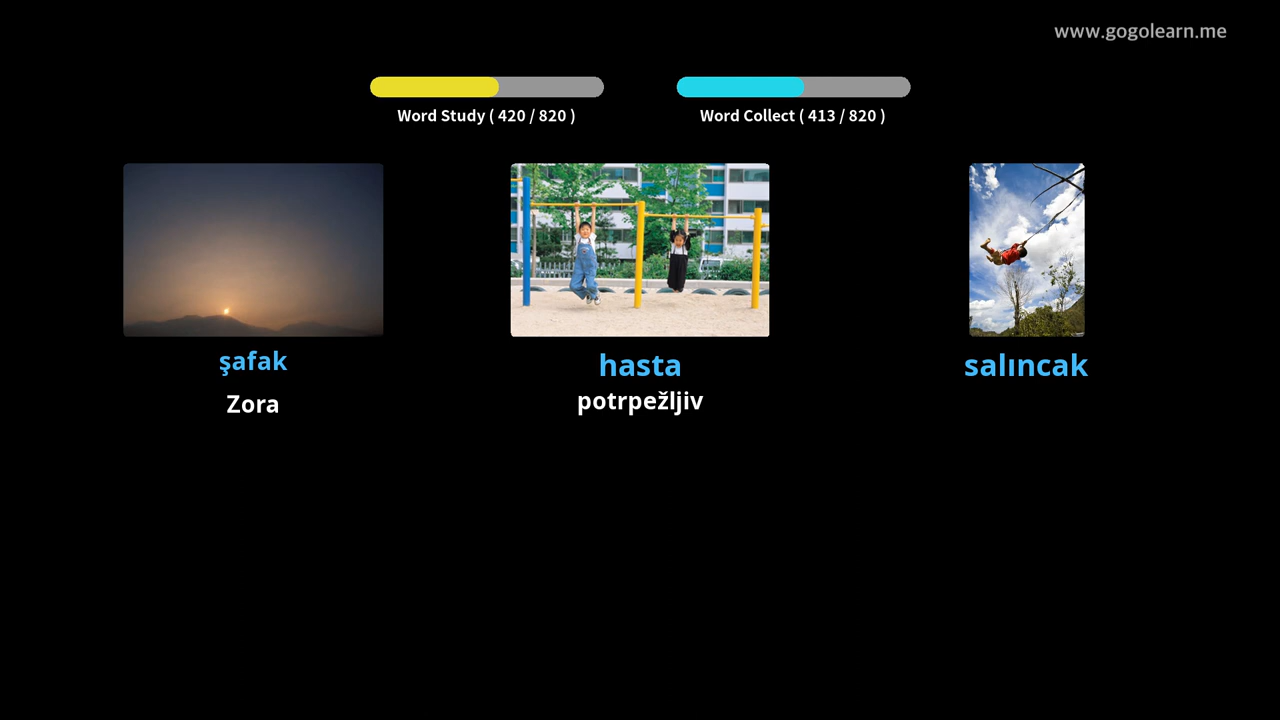 www.gogolearn.me
Word Study ( 420 / 820 )
Word Collect ( 413 / 820 )
şafak
Zora
hasta
potrpežljiv
salıncak